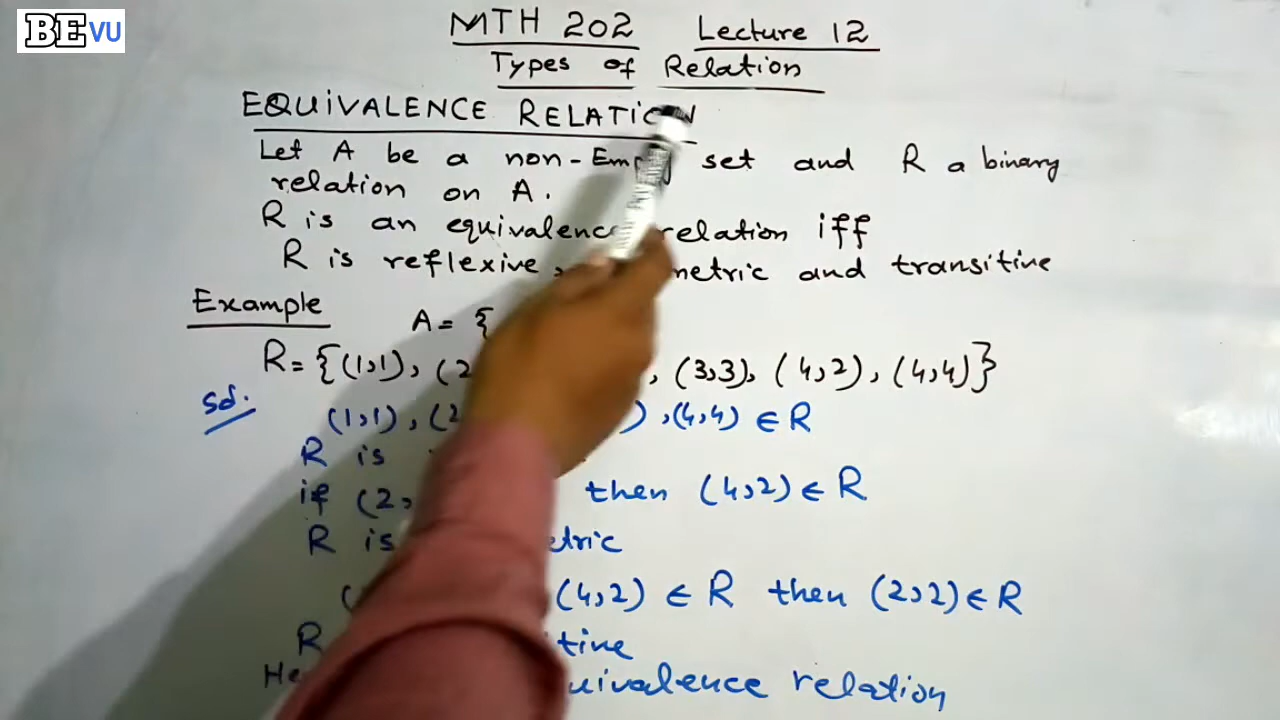 BEVU
MTH 202 Lecture 12
Types of Relation
EQUiVALENCE RELATION
Let A be a non-Em set and R a binary
relation on A.
R is an equivalence relation iff
R is reflexive, metric and transitive
Example A = {
R = {(1,1), (2 , (3,3), (4,2), (4,4)}
Sol. (1,1), (2 ), (4,4) ∈ R
R is
if (2, then (4,2) ∈ R
R is tric
( (4,2) ∈ R then (2,2) ∈ R
R itive
He uivalence relation